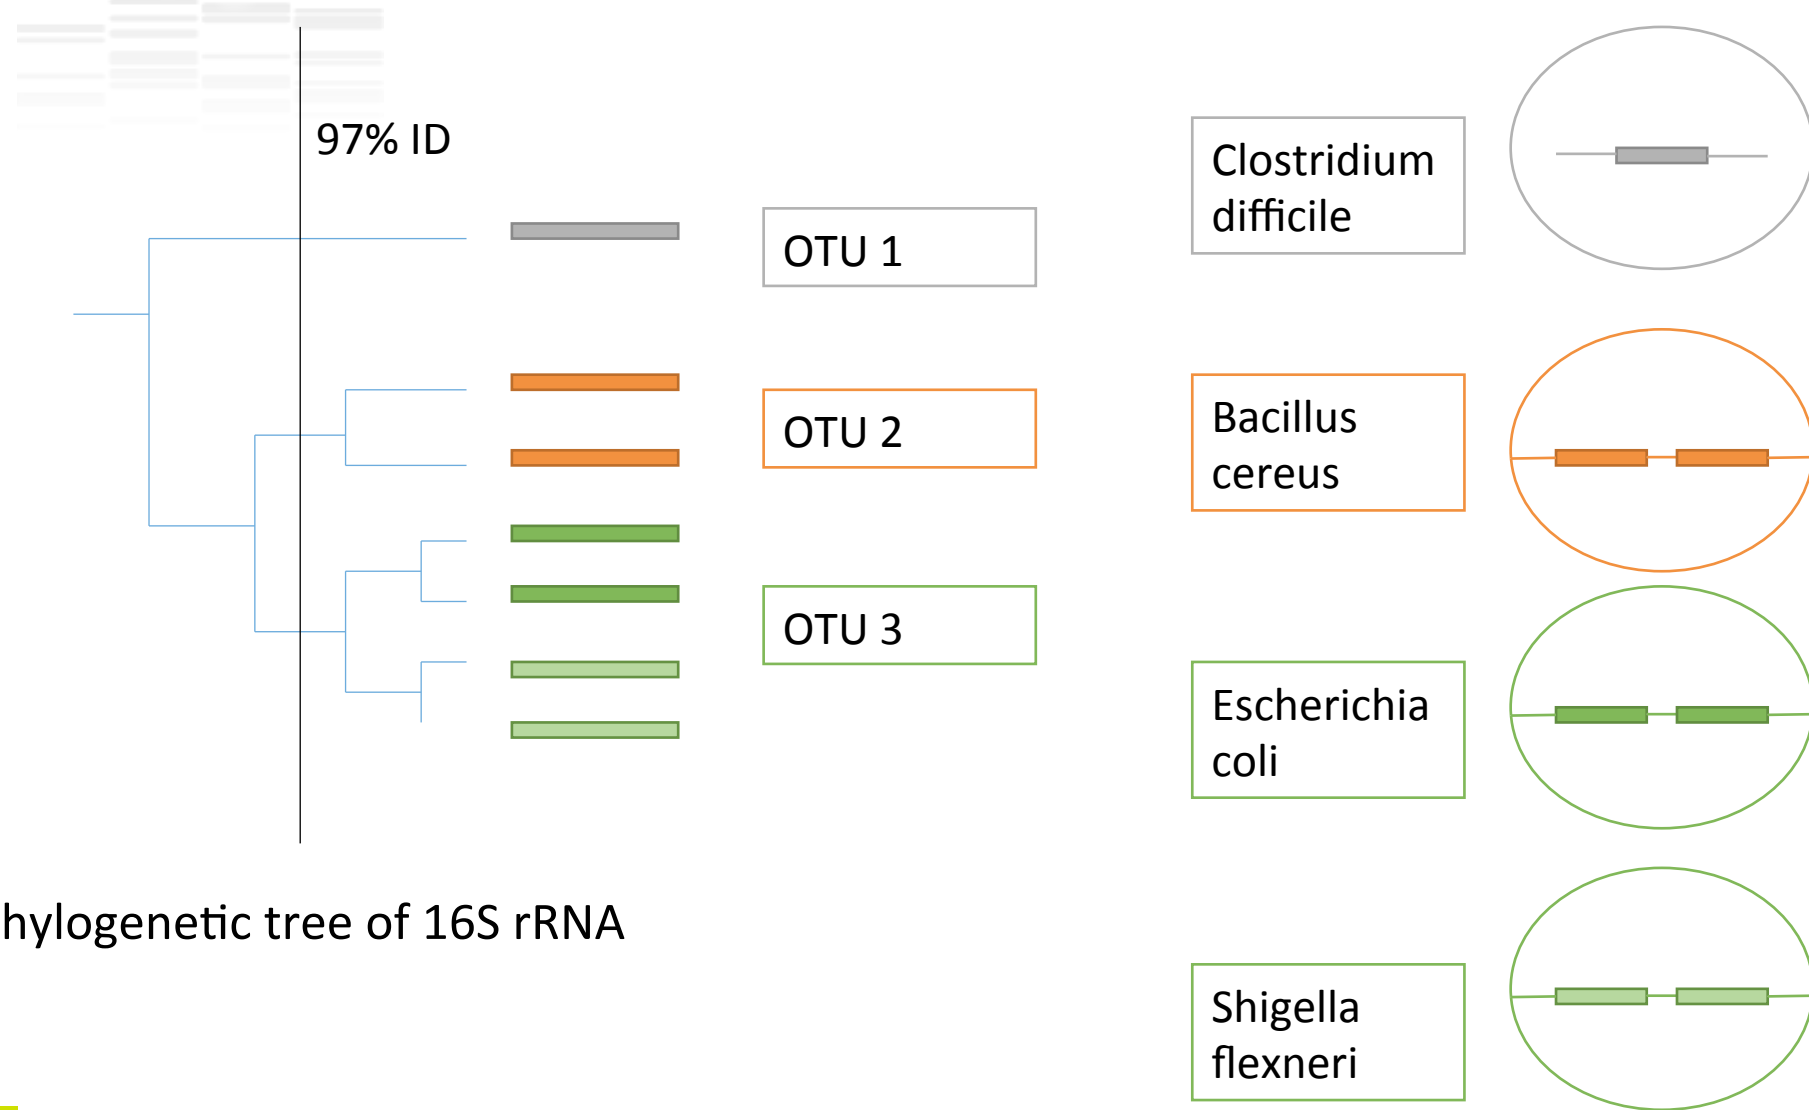 97% ID
OTU 1
OTU 2
OTU 3
hylogenetic tree of 16S rRNA
Clostridium
difficile
Bacillus
cereus
Escherichia
coli
Shigella
flexneri